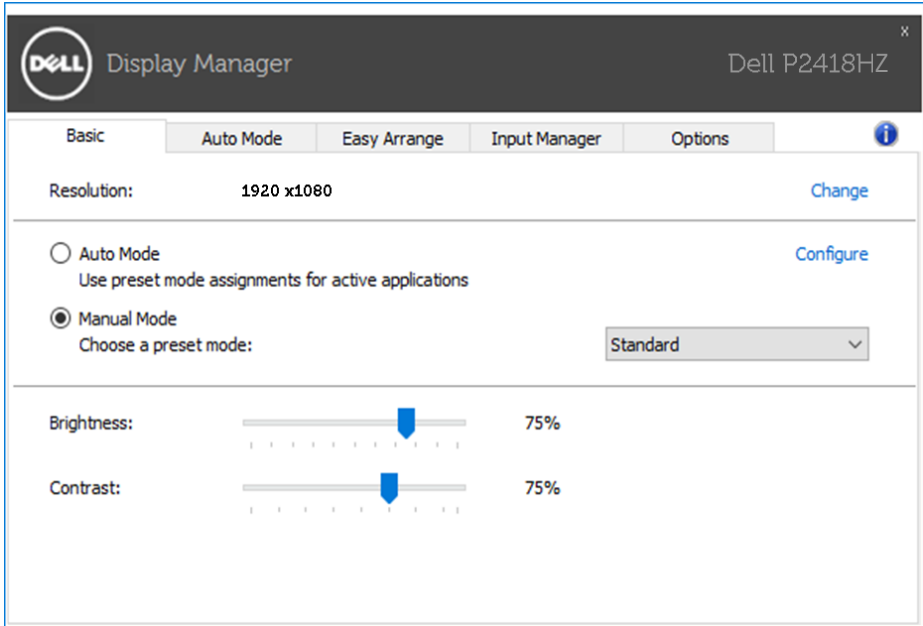 DELL
Display Manager
Dell P2418HZ
x
Basic
Auto Mode
Easy Arrange
Input Manager
Options
i
Resolution:
1920 x1080
Change
Auto Mode
Configure
Use preset mode assignments for active applications
Manual Mode
Choose a preset mode:
Standard
Brightness:
75%
Contrast:
75%